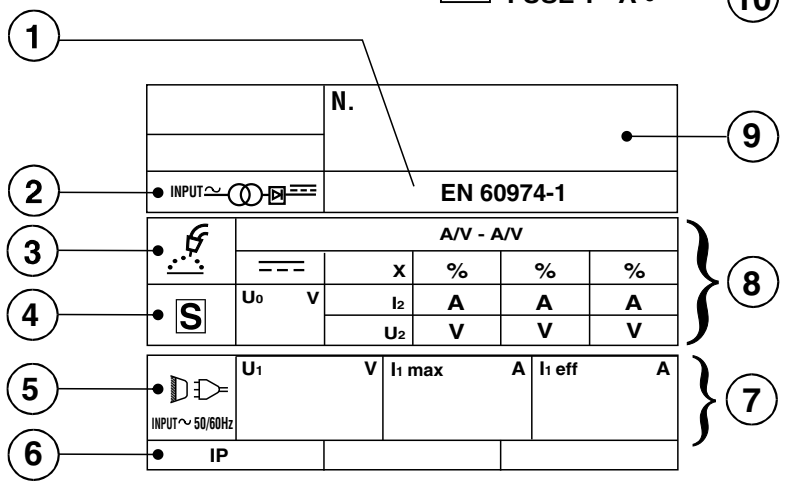 10
1
N.
9
2
INPUT
EN 60974-1
3
A/V - A/V
X % % %
8
4
S
U0 V
I2 A A A
U2 V V V
5
U1 V I1 max A I1 eff A
7
INPUT ~ 50/60Hz
6
IP